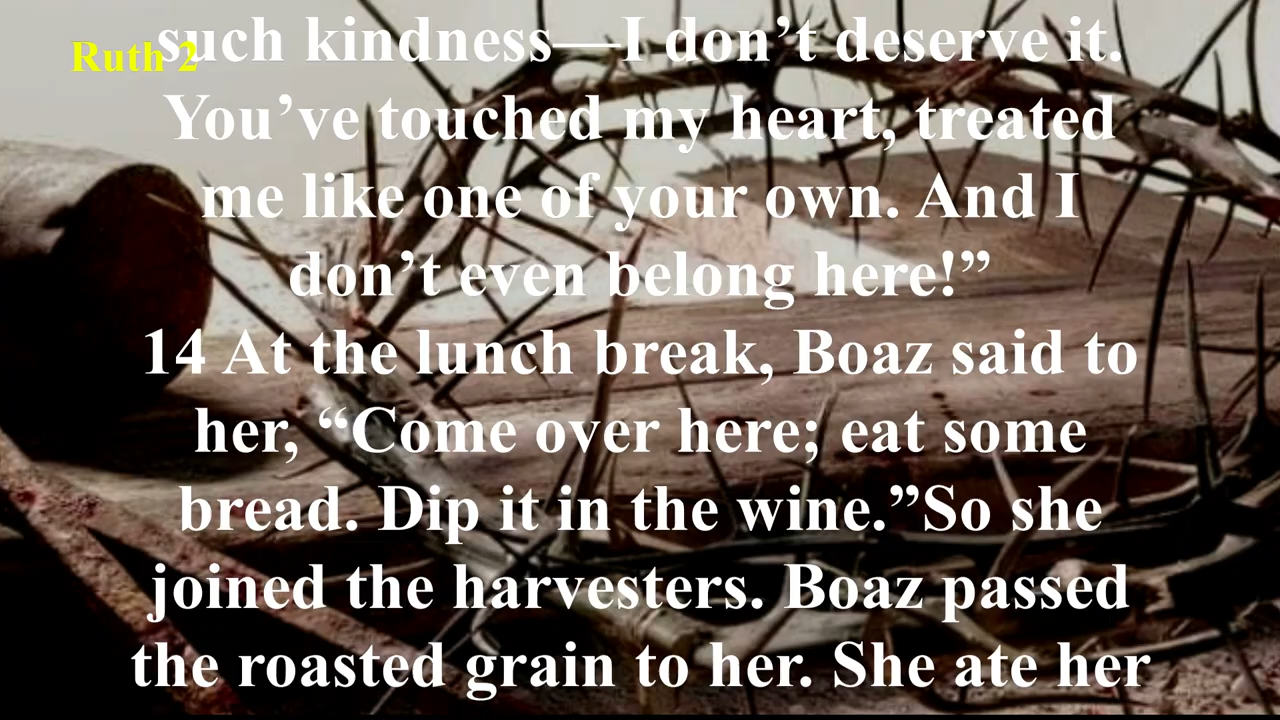 Ruth 2
such kindness—I don’t deserve it.
You’ve touched my heart, treated
me like one of your own. And I
don’t even belong here!”
14 At the lunch break, Boaz said to
her, “Come over here; eat some
bread. Dip it in the wine.”So she
joined the harvesters. Boaz passed
the roasted grain to her. She ate her